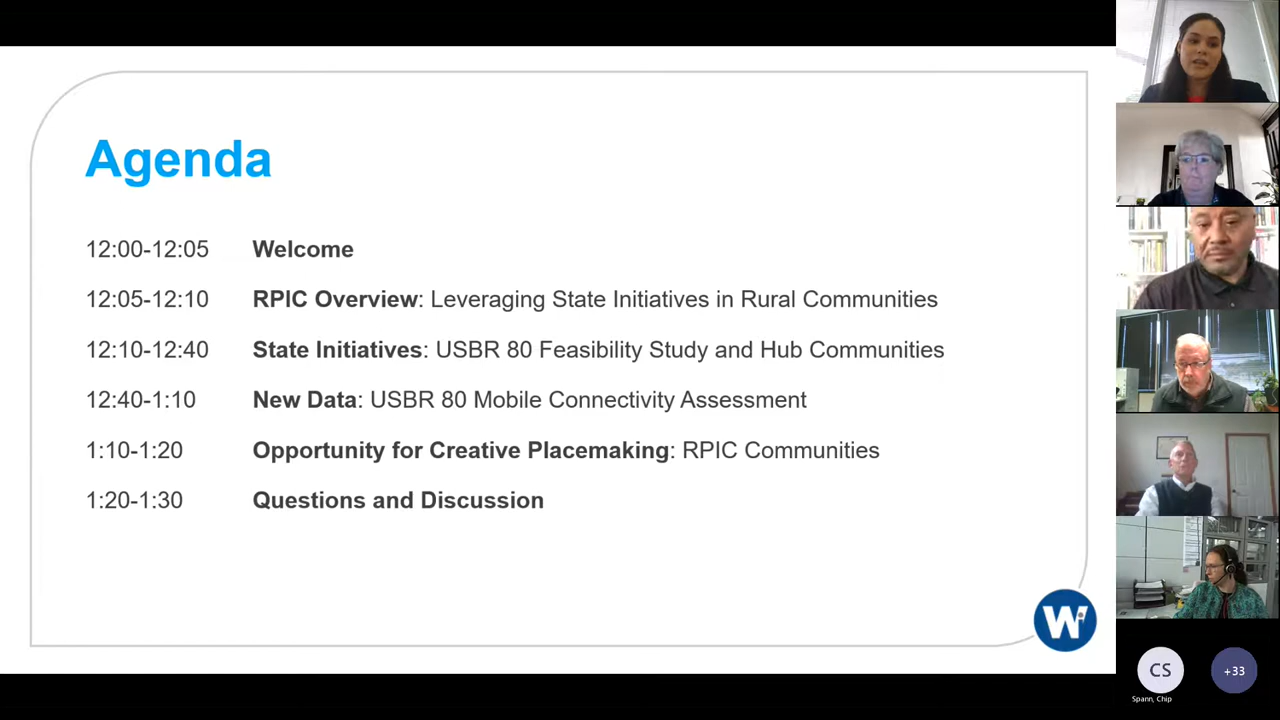 Agenda
12:00-12:05 Welcome
12:05-12:10 RPIC Overview: Leveraging State Initiatives in Rural Communities
12:10-12:40 State Initiatives: USBR 80 Feasibility Study and Hub Communities
12:40-1:10 New Data: USBR 80 Mobile Connectivity Assessment
1:10-1:20 Opportunity for Creative Placemaking: RPIC Communities
1:20-1:30 Questions and Discussion
W
CS
+33
Spann, Chip